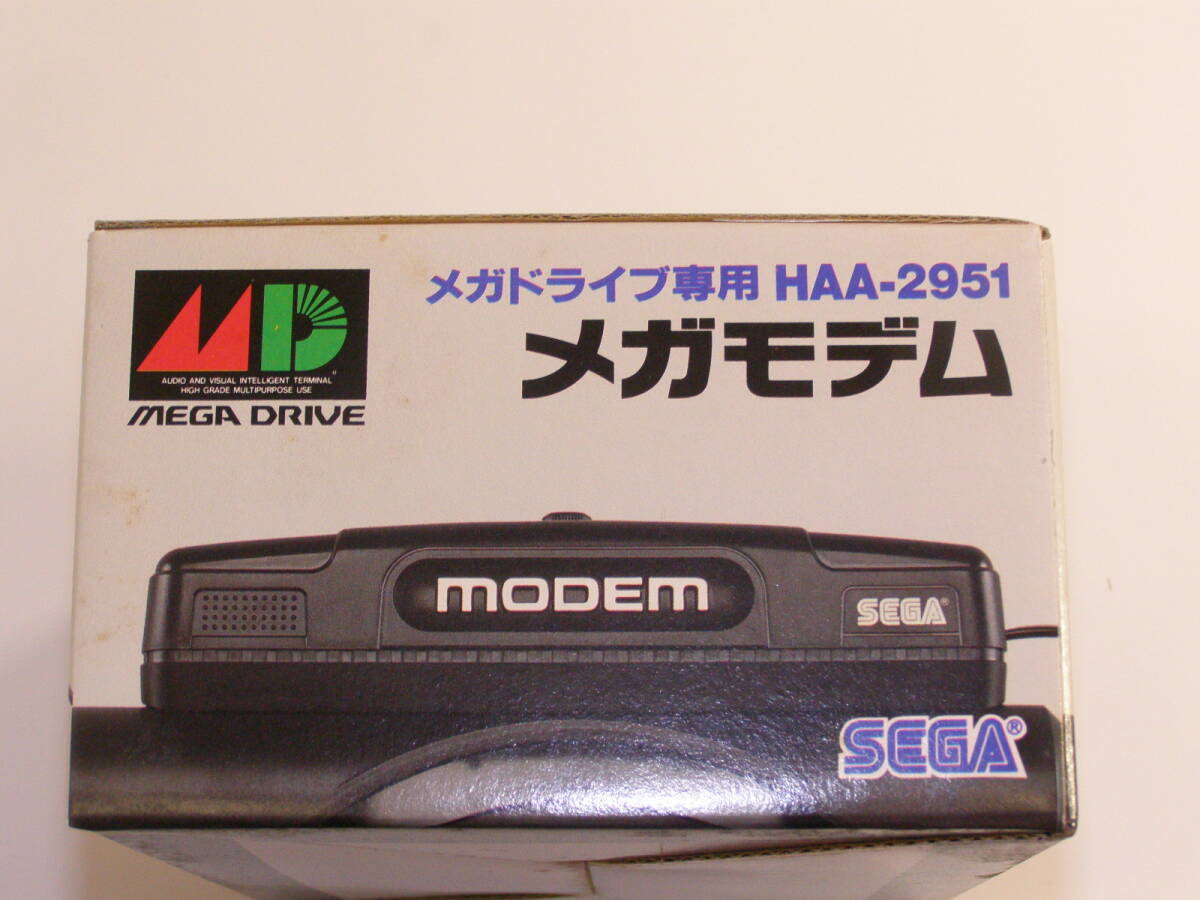 MD
AUDIO AND VISUAL INTELLIGENT TERMINAL
HIGH GRADE MULTIPURPOSE USE
MEGA DRIVE
メガドライブ専用 HAA-2951
メガモデム
MODEM
SEGA®
SEGA®